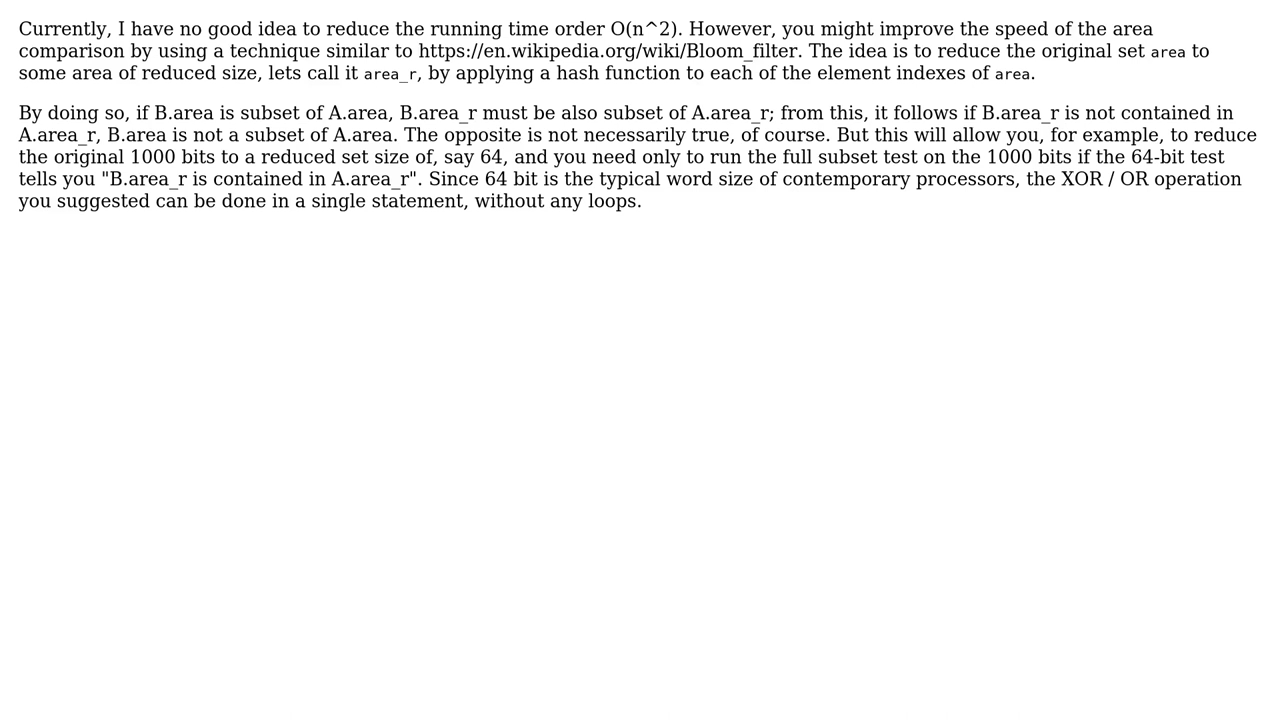 Currently, I have no good idea to reduce the running time order O(n^2). However, you might improve the speed of the area
comparison by using a technique similar to https://en.wikipedia.org/wiki/Bloom_filter. The idea is to reduce the original set area to
some area of reduced size, lets call it area_r, by applying a hash function to each of the element indexes of area.
By doing so, if B.area is subset of A.area, B.area_r must be also subset of A.area_r; from this, it follows if B.area_r is not contained in
A.area_r, B.area is not a subset of A.area. The opposite is not necessarily true, of course. But this will allow you, for example, to reduce
the original 1000 bits to a reduced set size of, say 64, and you need only to run the full subset test on the 1000 bits if the 64-bit test
tells you "B.area_r is contained in A.area_r". Since 64 bit is the typical word size of contemporary processors, the XOR / OR operation
you suggested can be done in a single statement, without any loops.